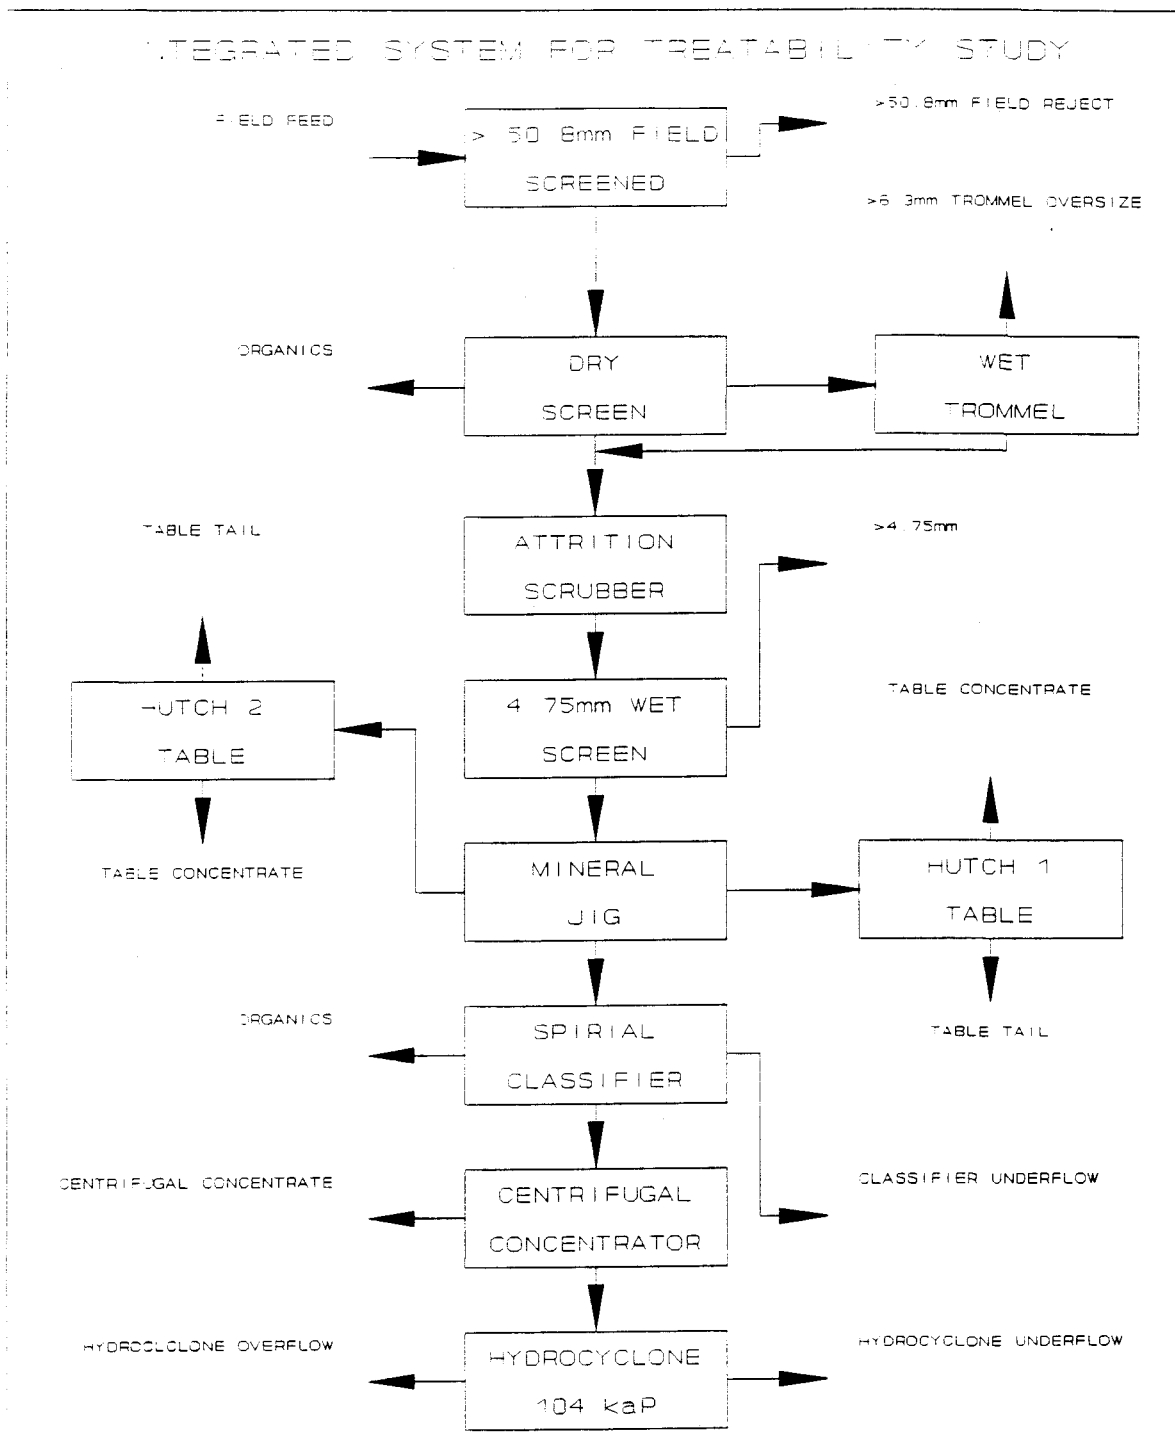 INTEGRATED SYSTEM FOR TREATABILITY STUDY
FIELD FEED
> 50.8mm FIELD
SCREENED
>50.8mm FIELD REJECT
>6.3mm TROMMEL OVERSIZE
ORGANICS
DRY
SCREEN
WET
TROMMEL
TABLE TAIL
ATTRITION
SCRUBBER
>4.75mm
HUTCH 2
TABLE
4.75mm WET
SCREEN
TABLE CONCENTRATE
TABLE CONCENTRATE
MINERAL
JIG
HUTCH 1
TABLE
ORGANICS
SPIRIAL
CLASSIFIER
TABLE TAIL
CENTRIFUGAL CONCENTRATE
CENTRIFUGAL
CONCENTRATOR
CLASSIFIER UNDERFLOW
HYDROCLCLONE OVERFLOW
HYDROCYCLONE
104 kaP
HYDROCYCLONE UNDERFLOW